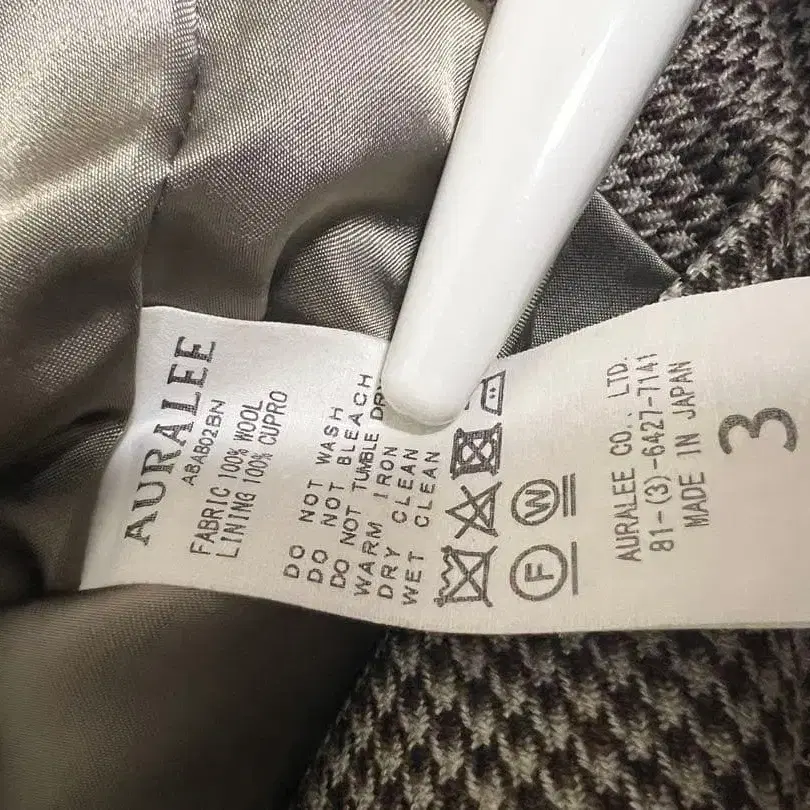 AURALEE
A8AB02BN
FABRIC 100% WOOL
LINING 100% CUPRO
DO NOT WASH
DO NOT BLEACH
DO NOT TUMBLE DRY
WARM IRON
DRY CLEAN
WET CLEAN
W
F
AURALEE CO., LTD.
81-(3)-6427-7141
MADE IN JAPAN
3